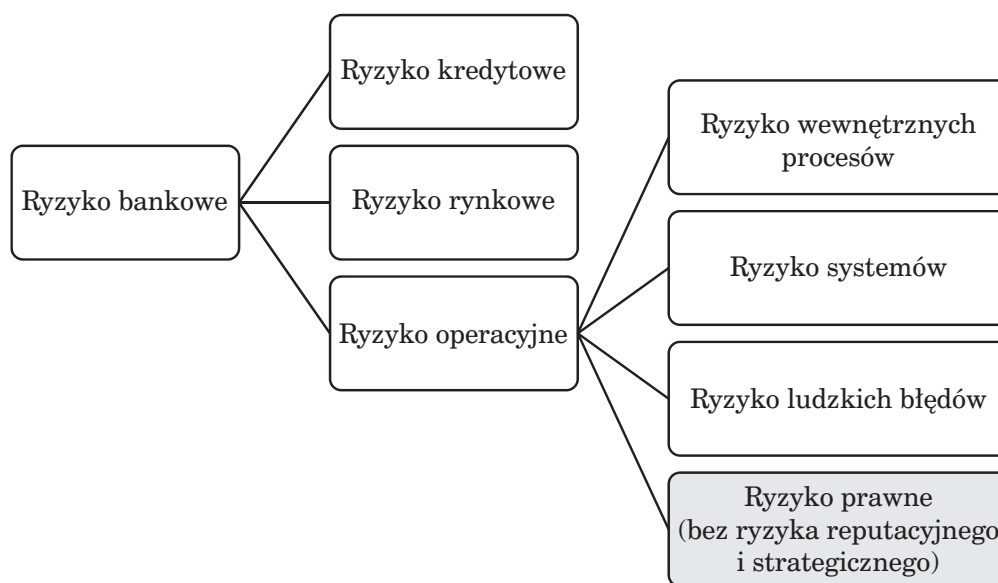 Ryzyko bankowe
Ryzyko kredytowe
Ryzyko rynkowe
Ryzyko operacyjne
Ryzyko wewnętrznych
procesów
Ryzyko systemów
Ryzyko ludzkich błędów
Ryzyko prawne
(bez ryzyka reputacyjnego
i strategicznego)